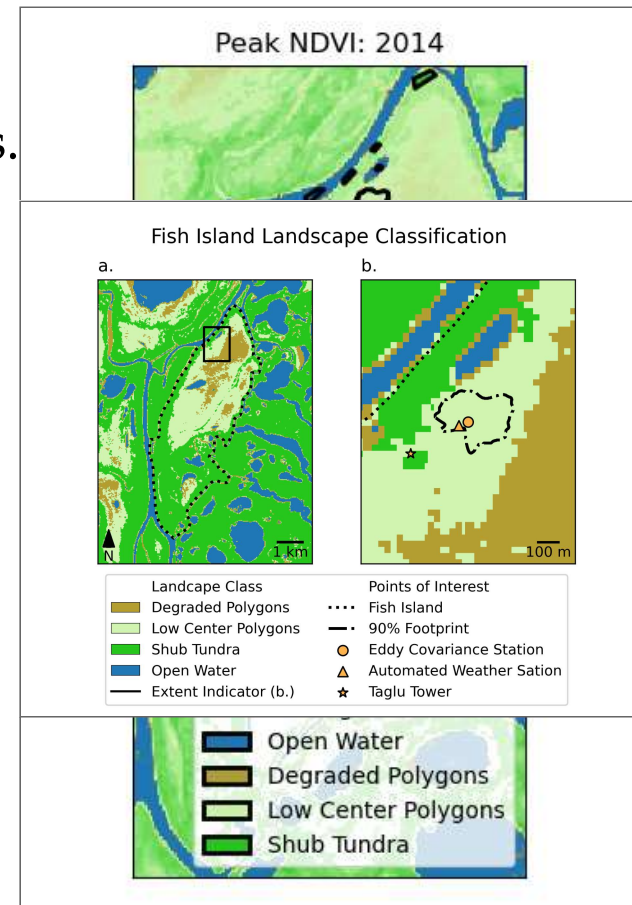 Peak NDVI: 2014
s.
Fish Island Landscape Classification
a.
b.
N
1 km
100 m
Landcape Class
Degraded Polygons
Low Center Polygons
Shub Tundra
Open Water
Extent Indicator (b.)
Points of Interest
Fish Island
90% Footprint
Eddy Covariance Station
Automated Weather Sation
Taglu Tower
Open Water
Degraded Polygons
Low Center Polygons
Shub Tundra